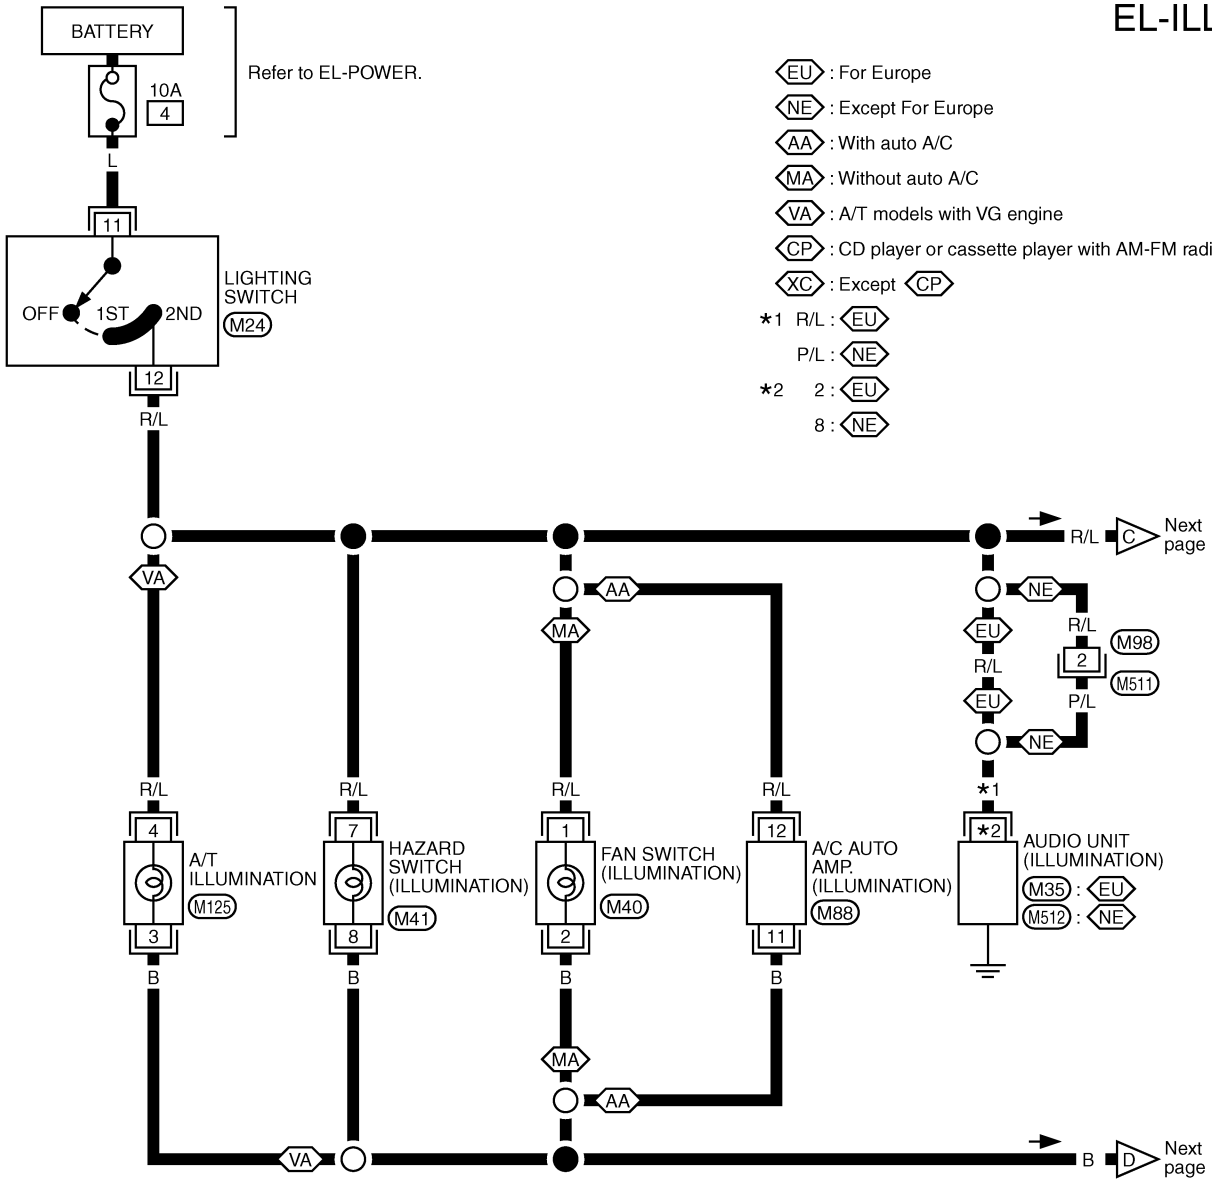 EL-ILL
BATTERY
Refer to EL-POWER.
10A
4
L
11
LIGHTING
SWITCH
M24
OFF
1ST
2ND
12
R/L
EU : For Europe
NE : Except For Europe
AA : With auto A/C
MA : Without auto A/C
VA : A/T models with VG engine
CP : CD player or cassette player with AM-FM radi
XC : Except CP
*1 R/L : EU
P/L : NE
*2 2 : EU
8 : NE
R/L C Next
page
VA
AA
MA
NE
EU
R/L
R/L
2
M98
M511
EU
P/L
NE
R/L
R/L
R/L
R/L
*1
4
7
1
12
*2
A/T
ILLUMINATION
M125
HAZARD
SWITCH
(ILLUMINATION)
M41
FAN SWITCH
(ILLUMINATION)
M40
A/C AUTO
AMP.
(ILLUMINATION)
M88
AUDIO UNIT
(ILLUMINATION)
M35 : EU
M512 : NE
3
8
2
11
B
B
B
B
MA
AA
VA
B D Next
page